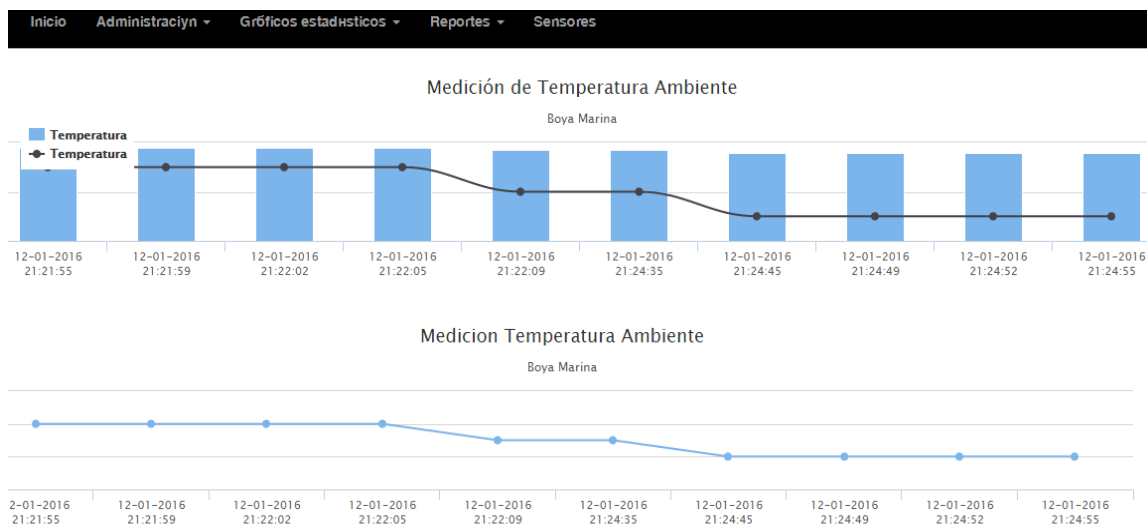 Inicio Administraciyn Grбficos estadнsticos Reportes Sensores
Medición de Temperatura Ambiente
Boya Marina
Temperatura
Temperatura
12-01-2016 12-01-2016 12-01-2016 12-01-2016 12-01-2016 12-01-2016 12-01-2016 12-01-2016 12-01-2016 12-01-2016
21:21:55 21:21:59 21:22:02 21:22:05 21:22:09 21:24:35 21:24:45 21:24:49 21:24:52 21:24:55
Medicion Temperatura Ambiente
Boya Marina
2-01-2016 12-01-2016 12-01-2016 12-01-2016 12-01-2016 12-01-2016 12-01-2016 12-01-2016 12-01-2016 12-01-2016
21:21:55 21:21:59 21:22:02 21:22:05 21:22:09 21:24:35 21:24:45 21:24:49 21:24:52 21:24:55